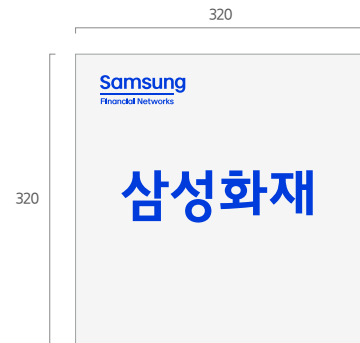 320
Samsung
Financial Networks
320
삼성화재